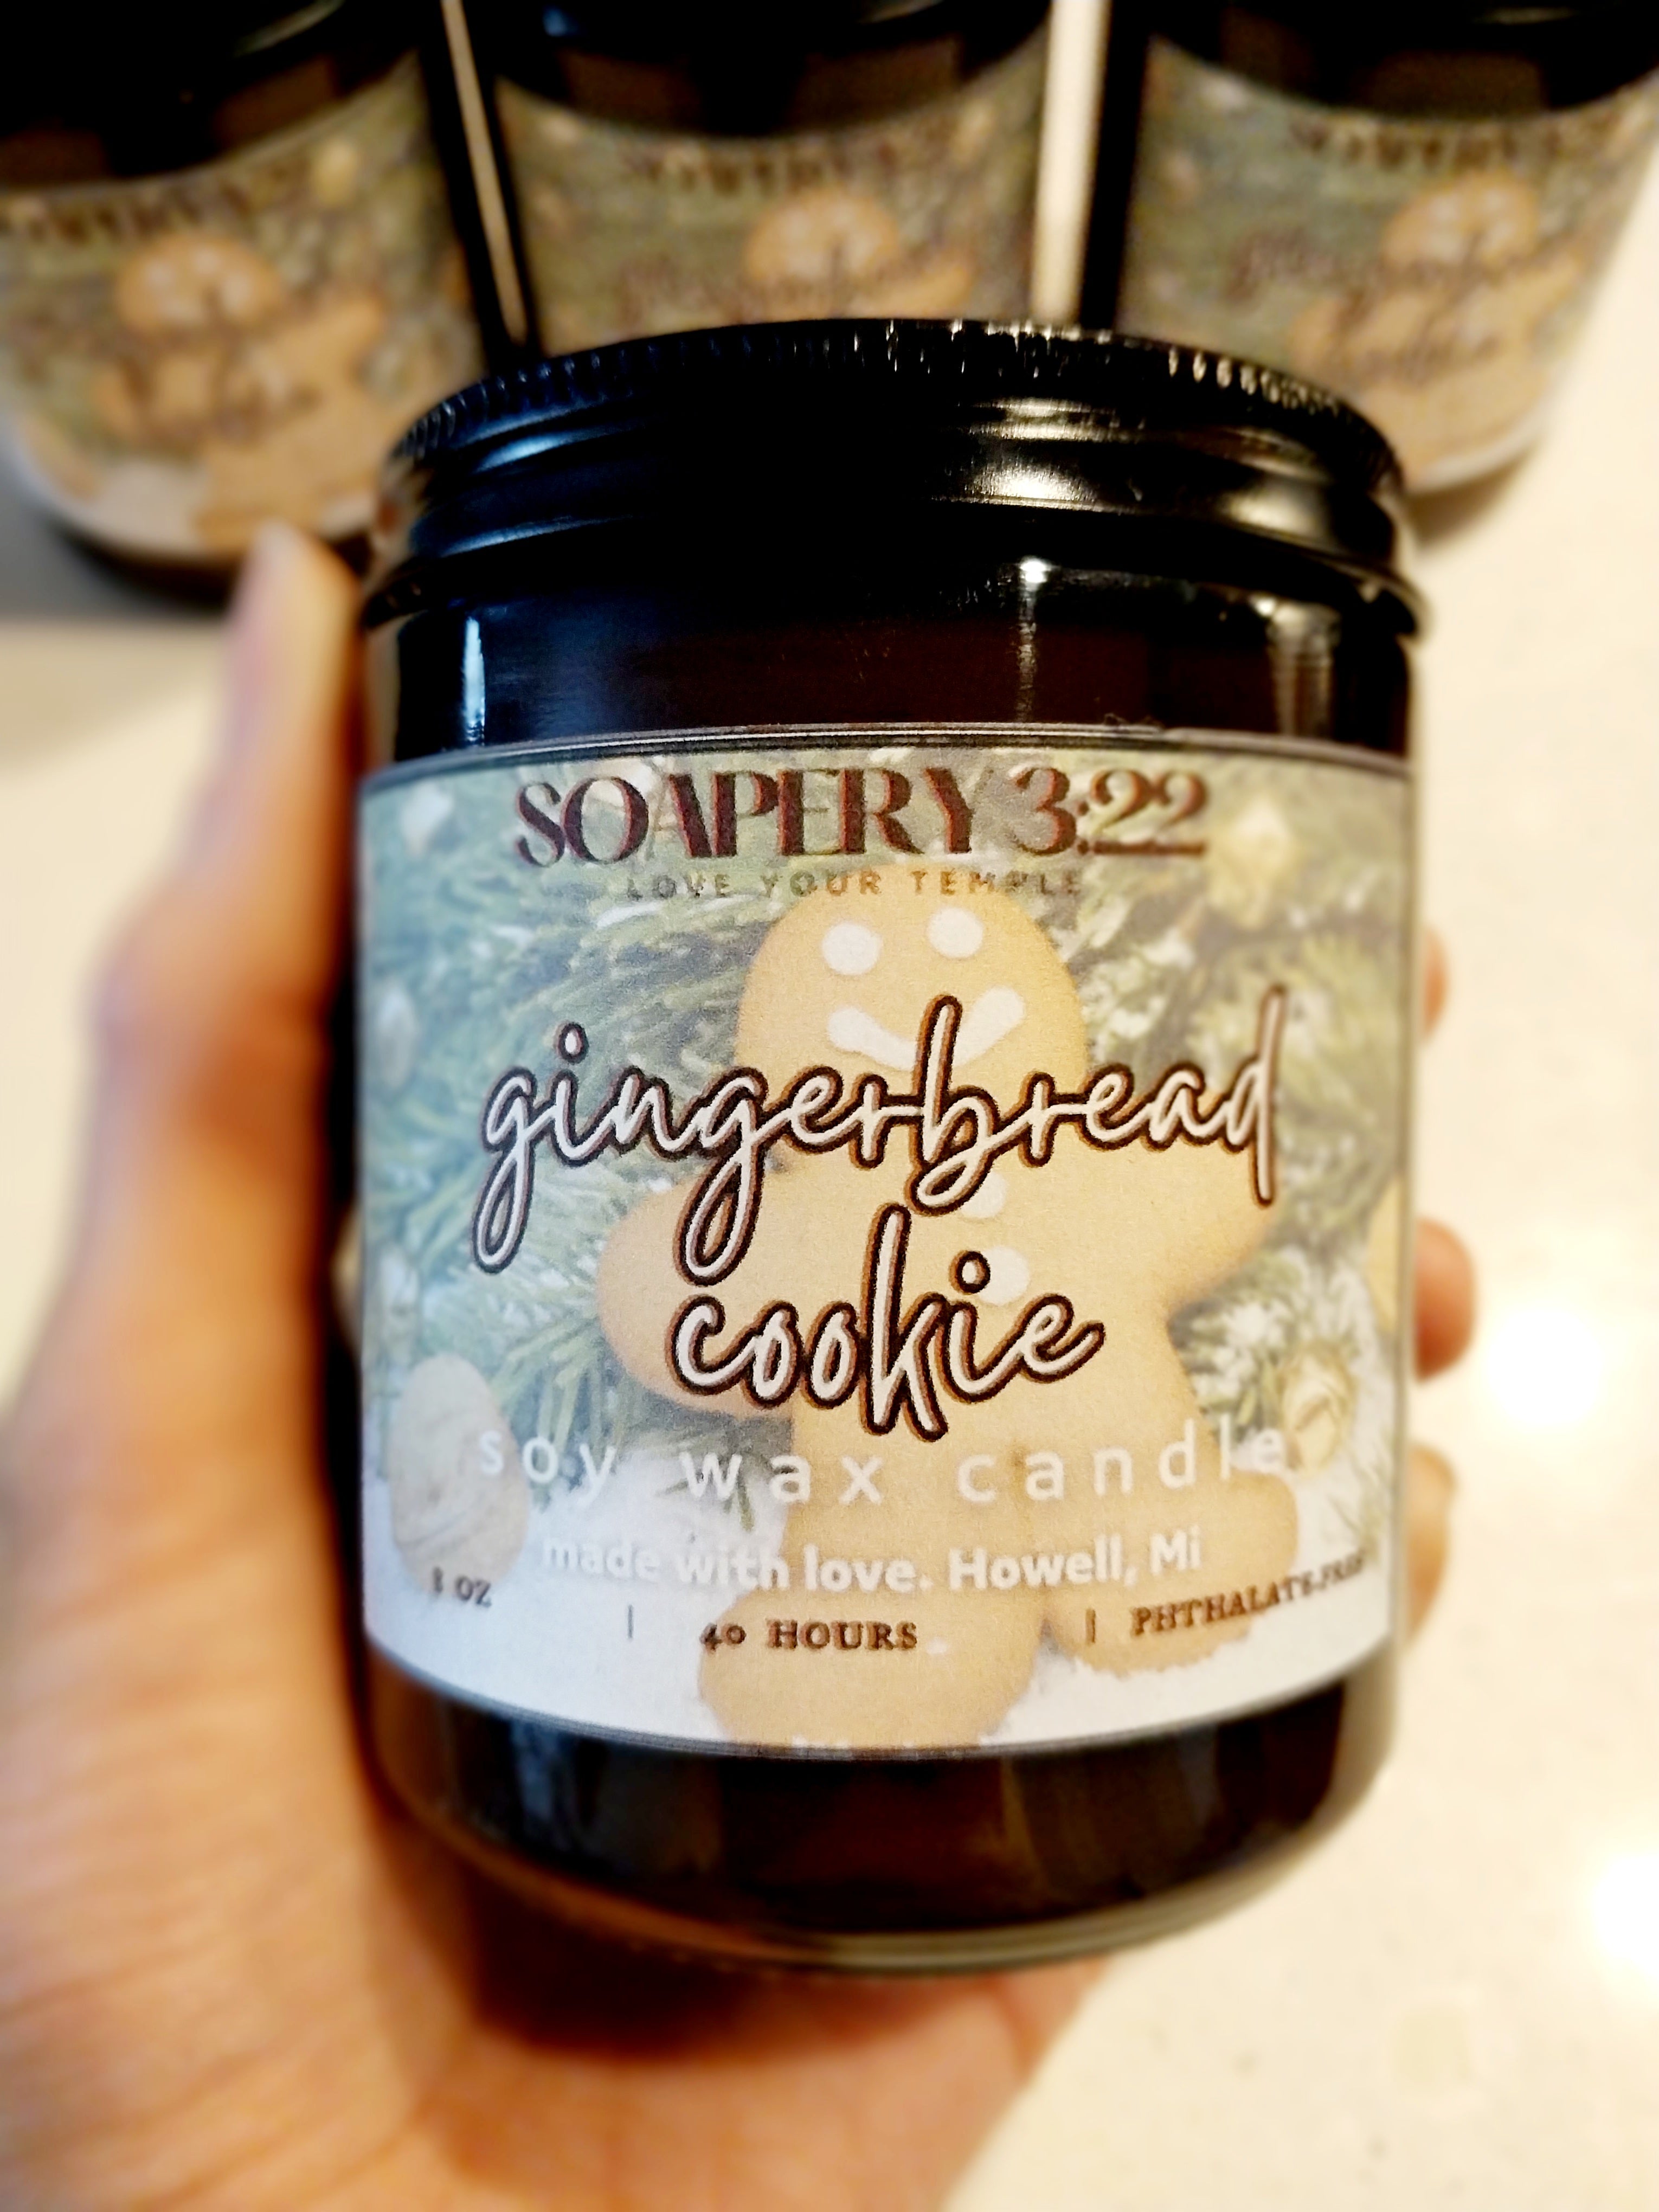 SOAPERY 3:22
LOVE YOUR TEMPLE
gingerbread
cookie
soy wax candle
made with love. Howell, Mi
OZ | 40 HOURS | PHTHALATE-FREE